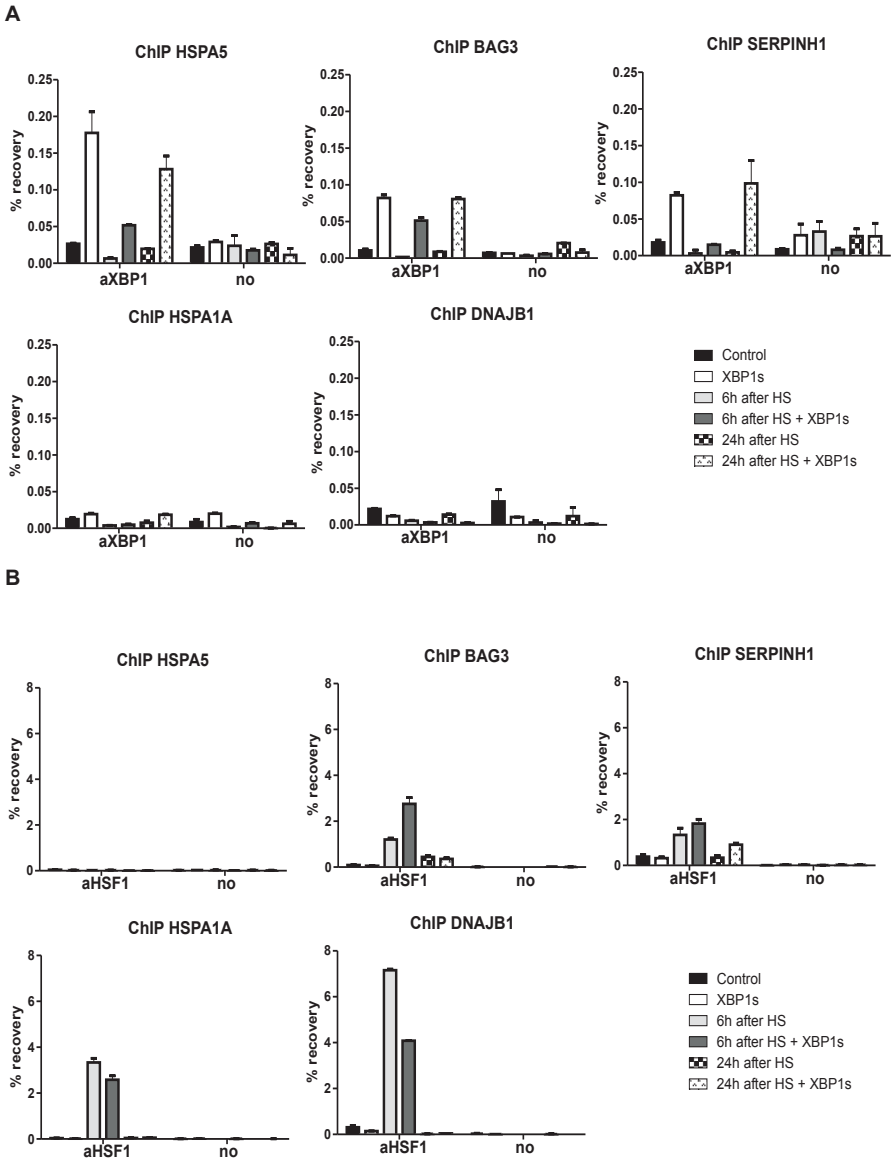 A
ChIP HSPA5
ChIP BAG3
ChIP SERPINH1
% recovery
0.25
0.20
0.15
0.10
0.05
0.00
aXBP1
no
% recovery
0.25
0.20
0.15
0.10
0.05
0.00
aXBP1
no
% recovery
0.25
0.20
0.15
0.10
0.05
0.00
aXBP1
no
ChIP HSPA1A
ChIP DNAJB1
% recovery
0.25
0.20
0.15
0.10
0.05
0.00
aXBP1
no
% recovery
0.25
0.20
0.15
0.10
0.05
0.00
aXBP1
no
Control
XBP1s
6h after HS
6h after HS + XBP1s
24h after HS
24h after HS + XBP1s
B
ChIP HSPA5
ChIP BAG3
ChIP SERPINH1
% recovery
8
6
4
2
0
aHSF1
no
% recovery
8
6
4
2
0
aHSF1
no
% recovery
8
6
4
2
0
aHSF1
no
ChIP HSPA1A
ChIP DNAJB1
% recovery
8
6
4
2
0
aHSF1
no
% recovery
8
6
4
2
0
aHSF1
no
Control
XBP1s
6h after HS
6h after HS + XBP1s
24h after HS
24h after HS + XBP1s